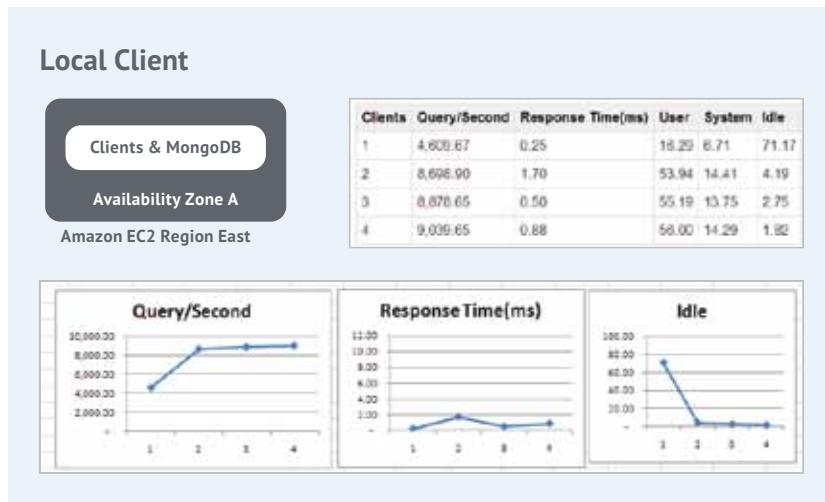 Local Client
Clients & MongoDB
Availability Zone A
Amazon EC2 Region East
Clients Query/Second Response Time(ms) User System Idle
1 4,609.67 0.25 16.29 6.71 71.17
2 8,698.90 1.70 53.94 14.41 4.19
3 8,878.65 0.50 55.19 13.75 2.75
4 9,039.65 0.88 56.00 14.29 1.92
Query/Second
10,000.00
8,000.00
6,000.00
4,000.00
2,000.00
-
1 2 3 4
Response Time(ms)
12.00
10.00
8.00
6.00
4.00
2.00
-
1 2 3 4
Idle
100.00
80.00
60.00
40.00
20.00
-
1 2 3 4